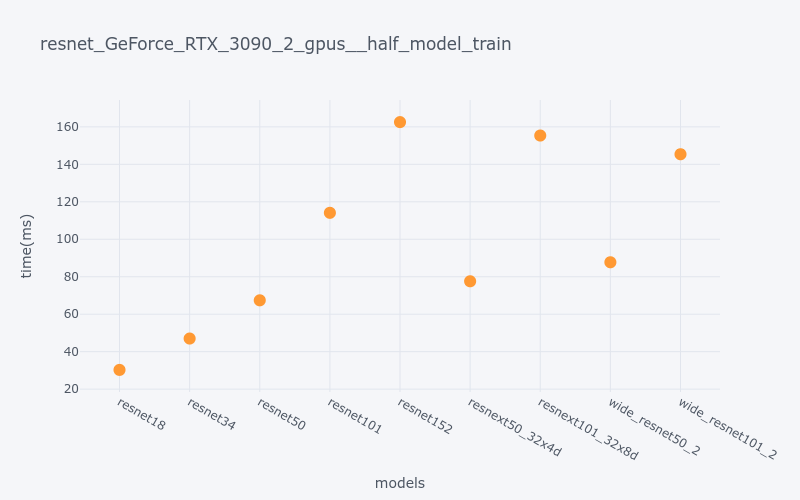 resnet_GeForce_RTX_3090_2_gpus__half_model_train
time(ms)
160
140
120
100
80
60
40
20
resnet18
resnet34
resnet50
resnet101
resnet152
resnext50_32x4d
resnext101_32x8d
wide_resnet50_2
wide_resnet101_2
models